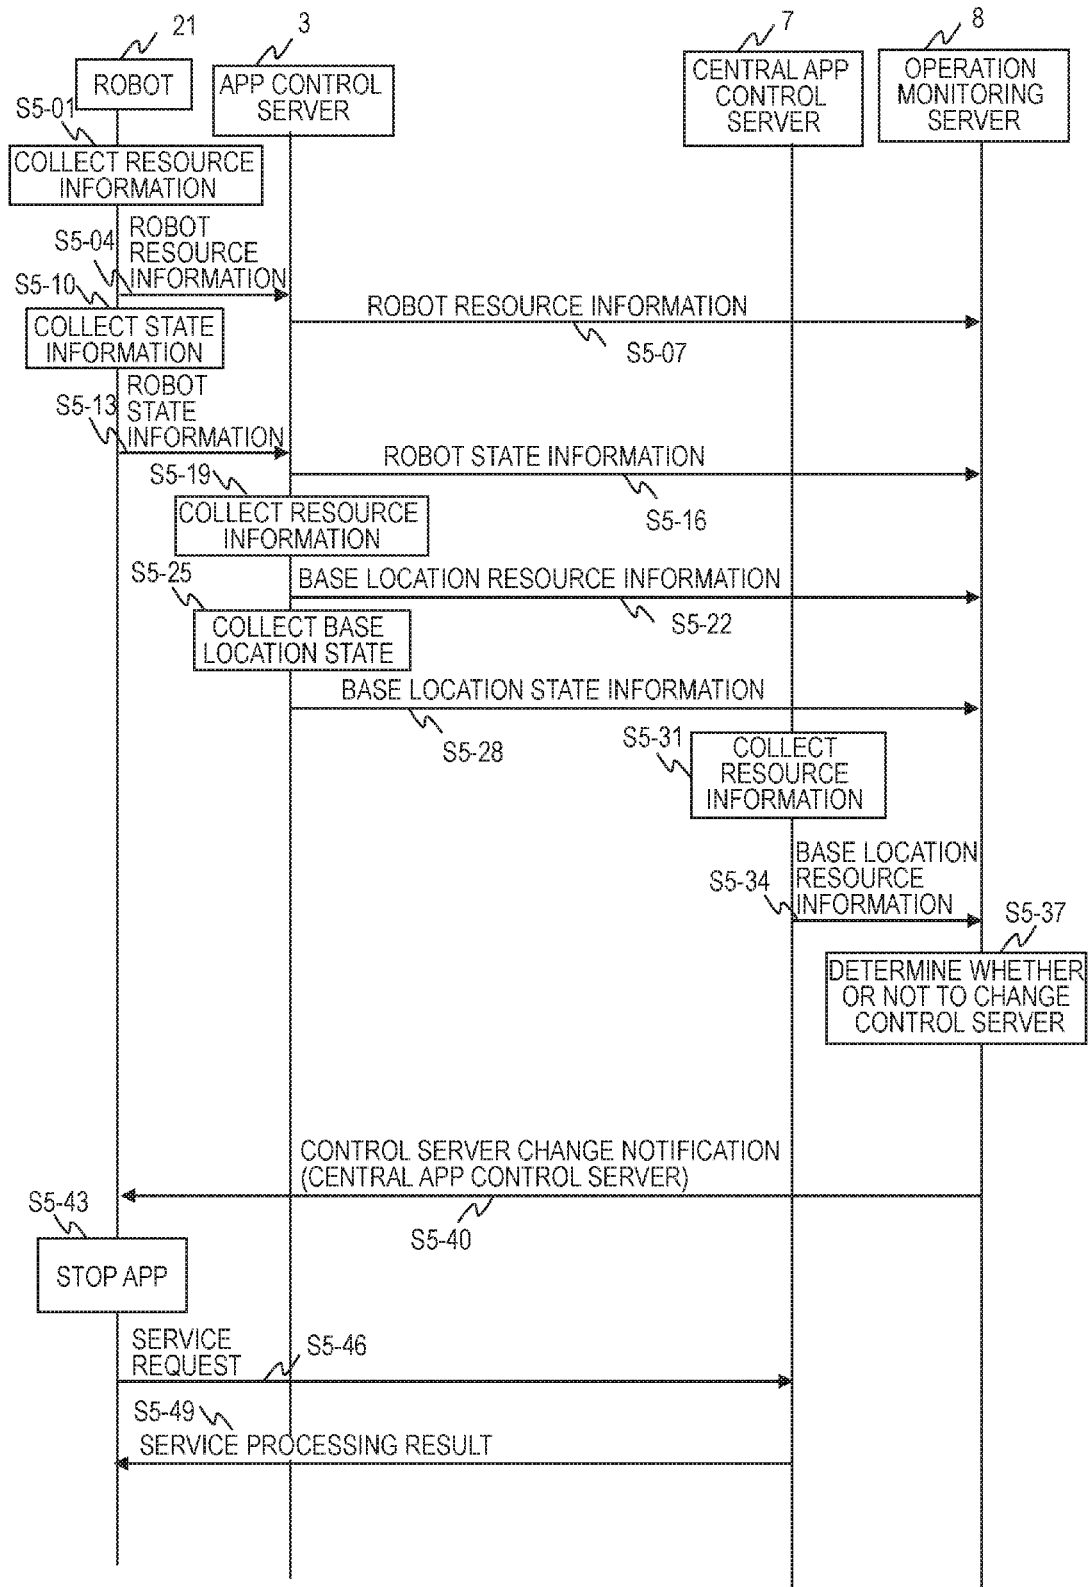 21
3
7
8
ROBOT
APP CONTROL
SERVER
CENTRAL APP
CONTROL
SERVER
OPERATION
MONITORING
SERVER
S5-01
COLLECT RESOURCE
INFORMATION
S5-04
ROBOT
RESOURCE
INFORMATION
S5-10
ROBOT RESOURCE INFORMATION
S5-07
COLLECT STATE
INFORMATION
S5-13
ROBOT
STATE
INFORMATION
ROBOT STATE INFORMATION
S5-16
S5-19
COLLECT RESOURCE
INFORMATION
S5-25
BASE LOCATION RESOURCE INFORMATION
S5-22
COLLECT BASE
LOCATION STATE
BASE LOCATION STATE INFORMATION
S5-28
S5-31
COLLECT
RESOURCE
INFORMATION
S5-34
BASE LOCATION
RESOURCE
INFORMATION
S5-37
DETERMINE WHETHER
OR NOT TO CHANGE
CONTROL SERVER
CONTROL SERVER CHANGE NOTIFICATION
(CENTRAL APP CONTROL SERVER)
S5-40
S5-43
STOP APP
SERVICE
REQUEST
S5-46
S5-49
SERVICE PROCESSING RESULT